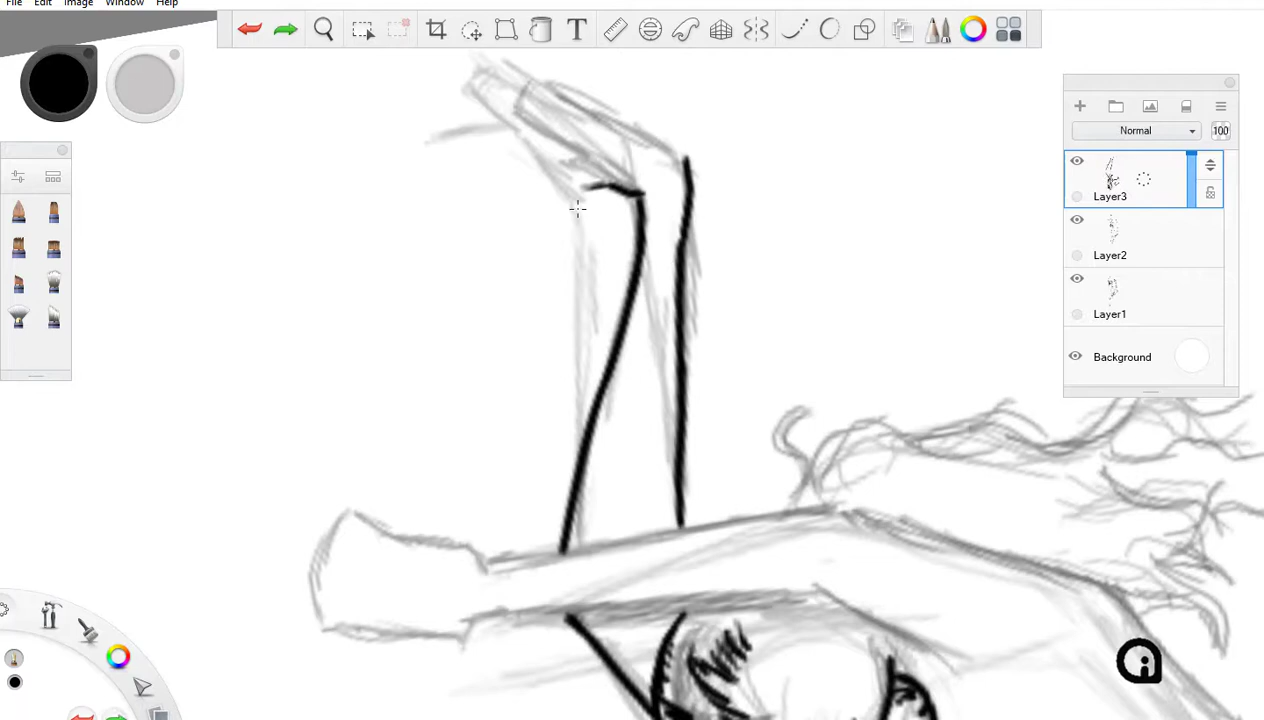 File Edit Image Window Help
T
Normal 100
Layer3
Layer2
Layer1
Background